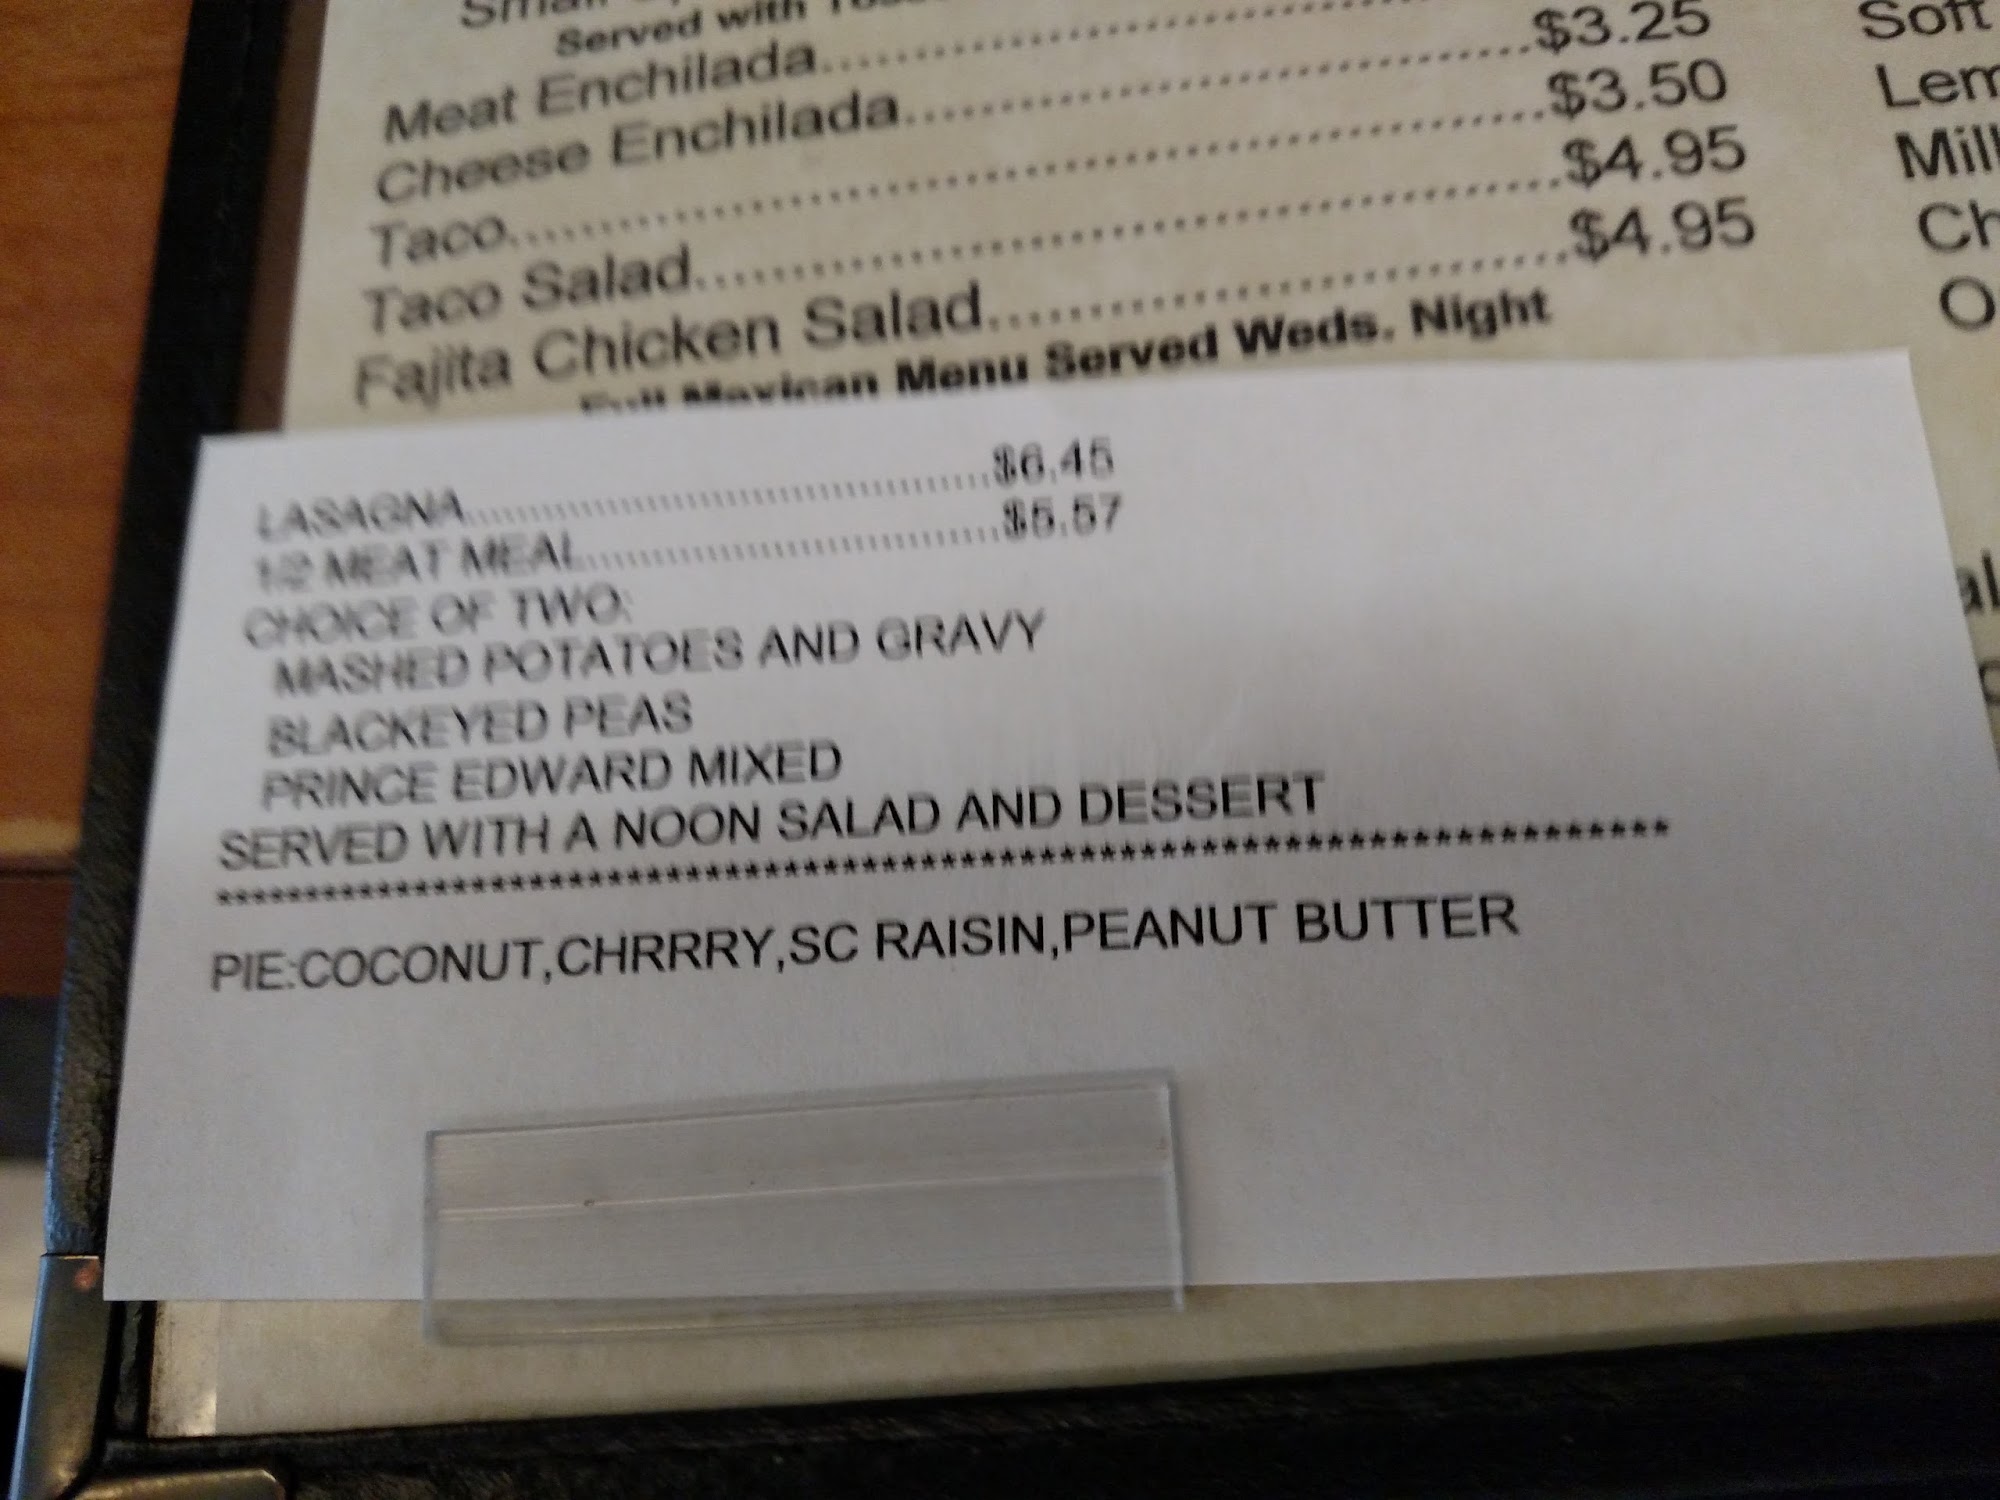 Served with
Meat Enchilada
Cheese Enchilada....................$3.25
Taco....................$3.50
Taco Salad....................$4.95
Fajita Chicken Salad....................$4.95
Full Mexican Menu Served Weds. Night
Soft
LASAGNA....................$6.45
1/2 MEAT MEAL....................$5.57
CHOICE OF TWO:
MASHED POTATOES AND GRAVY
BLACKEYED PEAS
PRINCE EDWARD MIXED
SERVED WITH A NOON SALAD AND DESSERT
****************************************
PIE:COCONUT,CHRRRY,SC RAISIN,PEANUT BUTTER